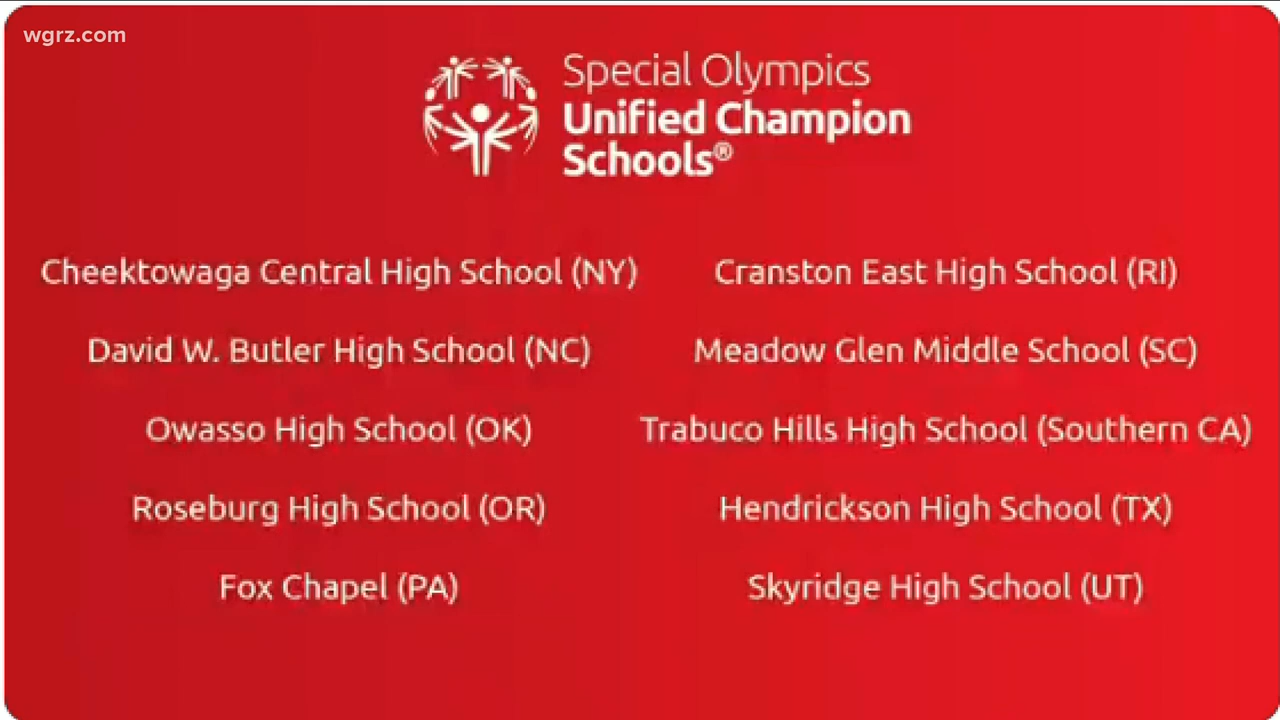 wgrz.com
Special Olympics
Unified Champion
Schools®
Cheektowaga Central High School (NY)
David W. Butler High School (NC)
Owasso High School (OK)
Roseburg High School (OR)
Fox Chapel (PA)
Cranston East High School (RI)
Meadow Glen Middle School (SC)
Trabuco Hills High School (Southern CA)
Hendrickson High School (TX)
Skyridge High School (UT)